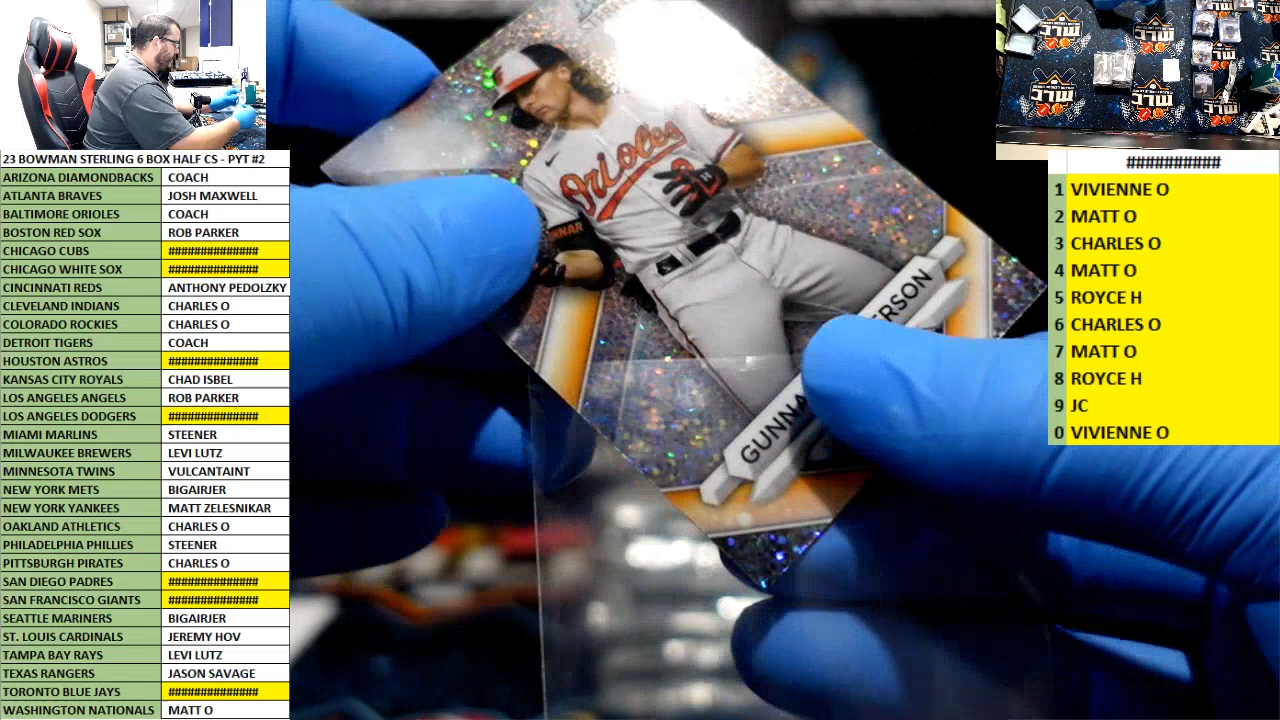 23 BOWMAN STERLING 6 BOX HALF CS - PYT #2
ARIZONA DIAMONDBACKS COACH
ATLANTA BRAVES JOSH MAXWELL
BALTIMORE ORIOLES COACH
BOSTON RED SOX ROB PARKER
CHICAGO CUBS ##############
CHICAGO WHITE SOX ##############
CINCINNATI REDS ANTHONY PEDOLZKY
CLEVELAND INDIANS CHARLES O
COLORADO ROCKIES CHARLES O
DETROIT TIGERS COACH
HOUSTON ASTROS ##############
KANSAS CITY ROYALS CHAD ISBEL
LOS ANGELES ANGELS ROB PARKER
LOS ANGELES DODGERS ##############
MIAMI MARLINS STEENER
MILWAUKEE BREWERS LEVI LUTZ
MINNESOTA TWINS VULCANTAINT
NEW YORK METS BIGAIRJER
NEW YORK YANKEES MATT ZELESNIKAR
OAKLAND ATHLETICS CHARLES O
PHILADELPHIA PHILLIES STEENER
PITTSBURGH PIRATES CHARLES O
SAN DIEGO PADRES ##############
SAN FRANCISCO GIANTS ##############
SEATTLE MARINERS BIGAIRJER
ST. LOUIS CARDINALS JEREMY HOV
TAMPA BAY RAYS LEVI LUTZ
TEXAS RANGERS JASON SAVAGE
TORONTO BLUE JAYS ##############
WASHINGTON NATIONALS MATT O
Orioles
GUNNA
ERSON
##########
1 VIVIENNE O
2 MATT O
3 CHARLES O
4 MATT O
5 ROYCE H
6 CHARLES O
7 MATT O
8 ROYCE H
9 JC
0 VIVIENNE O